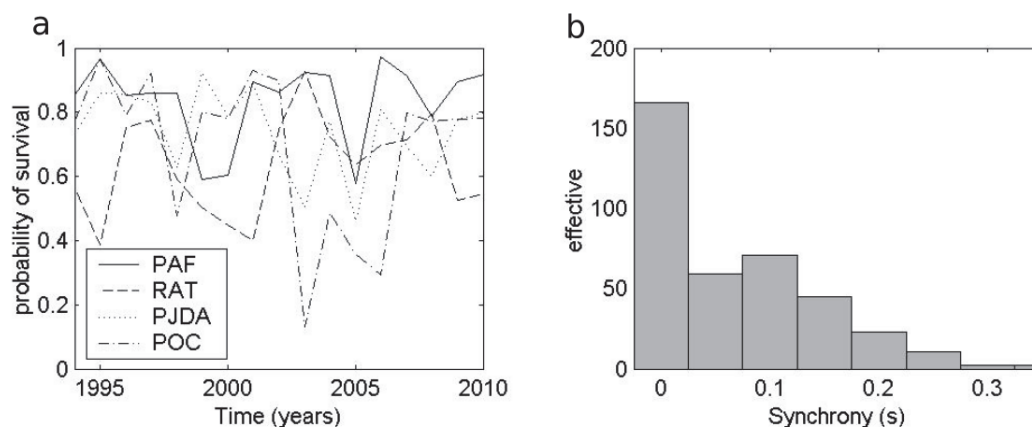 a
1
0.8
0.6
0.4
0.2
0
probability of survival
PAF
RAT
PJDA
POC
1995 2000 2005 2010
Time (years)
b
200
150
100
50
0
effective
0 0.1 0.2 0.3
Synchrony (s)